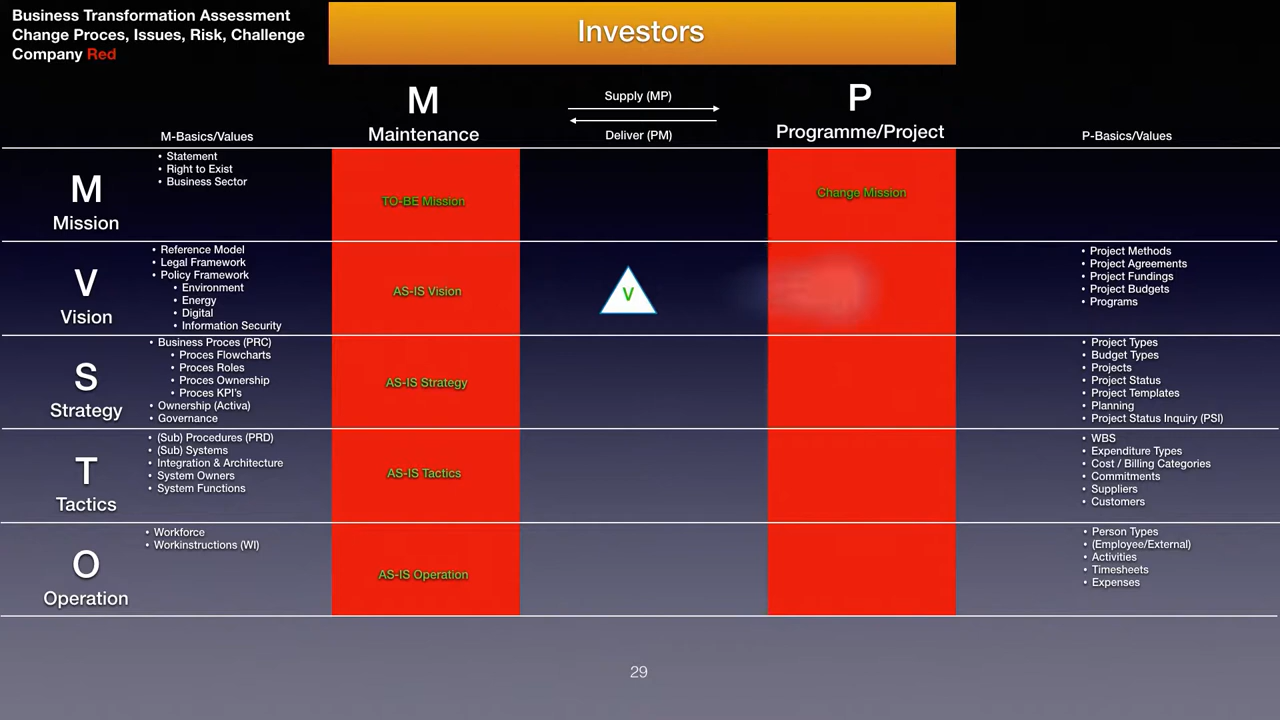 Business Transformation Assessment
Change Proces, Issues, Risk, Challenge
Company Red
Investors
M
Maintenance
Supply (MP)
Deliver (PM)
P
Programme/Project
M-Basics/Values
P-Basics/Values
M
Mission
• Statement
• Right to Exist
• Business Sector
TO-BE Mission
Change Mission
V
Vision
• Reference Model
• Legal Framework
• Policy Framework
• Environment
• Energy
• Digital
• Information Security
AS-IS Vision
V
• Project Methods
• Project Agreements
• Project Fundings
• Project Budgets
• Programs
S
Strategy
• Business Proces (PRC)
• Proces Flowcharts
• Proces Roles
• Proces Ownership
• Proces KPI's
• Ownership (Activa)
• Governance
AS-IS Strategy
• Project Types
• Budget Types
• Projects
• Project Status
• Project Templates
• Planning
• Project Status Inquiry (PSI)
T
Tactics
• (Sub) Procedures (PRD)
• (Sub) Systems
• Integration & Architecture
• System Owners
• System Functions
AS-IS Tactics
• WBS
• Expenditure Types
• Cost / Billing Categories
• Commitments
• Suppliers
• Customers
O
Operation
• Workforce
• Workinstructions (WI)
AS-IS Operation
• Person Types
• (Employee/External)
• Activities
• Timesheets
• Expenses
29